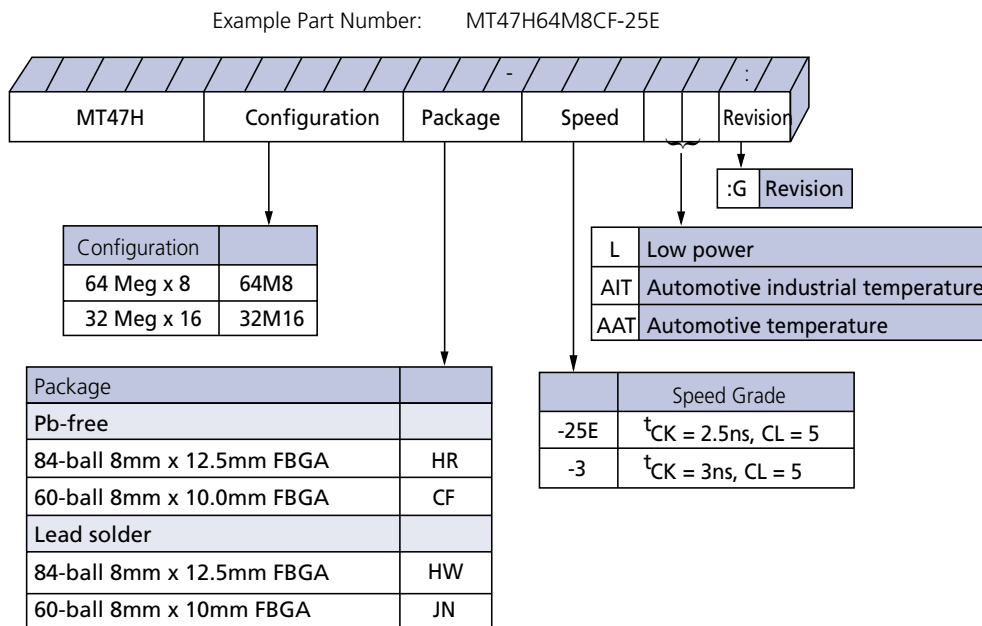 Example Part Number: MT47H64M8CF-25E
- :
MT47H Configuration Package Speed Revision
:G Revision
Configuration
64 Meg x 8 64M8
32 Meg x 16 32M16
L Low power
AIT Automotive industrial temperature
AAT Automotive temperature
Package
Pb-free
84-ball 8mm x 12.5mm FBGA HR
60-ball 8mm x 10.0mm FBGA CF
Lead solder
84-ball 8mm x 12.5mm FBGA HW
60-ball 8mm x 10mm FBGA JN
Speed Grade
-25E tCK = 2.5ns, CL = 5
-3 tCK = 3ns, CL = 5